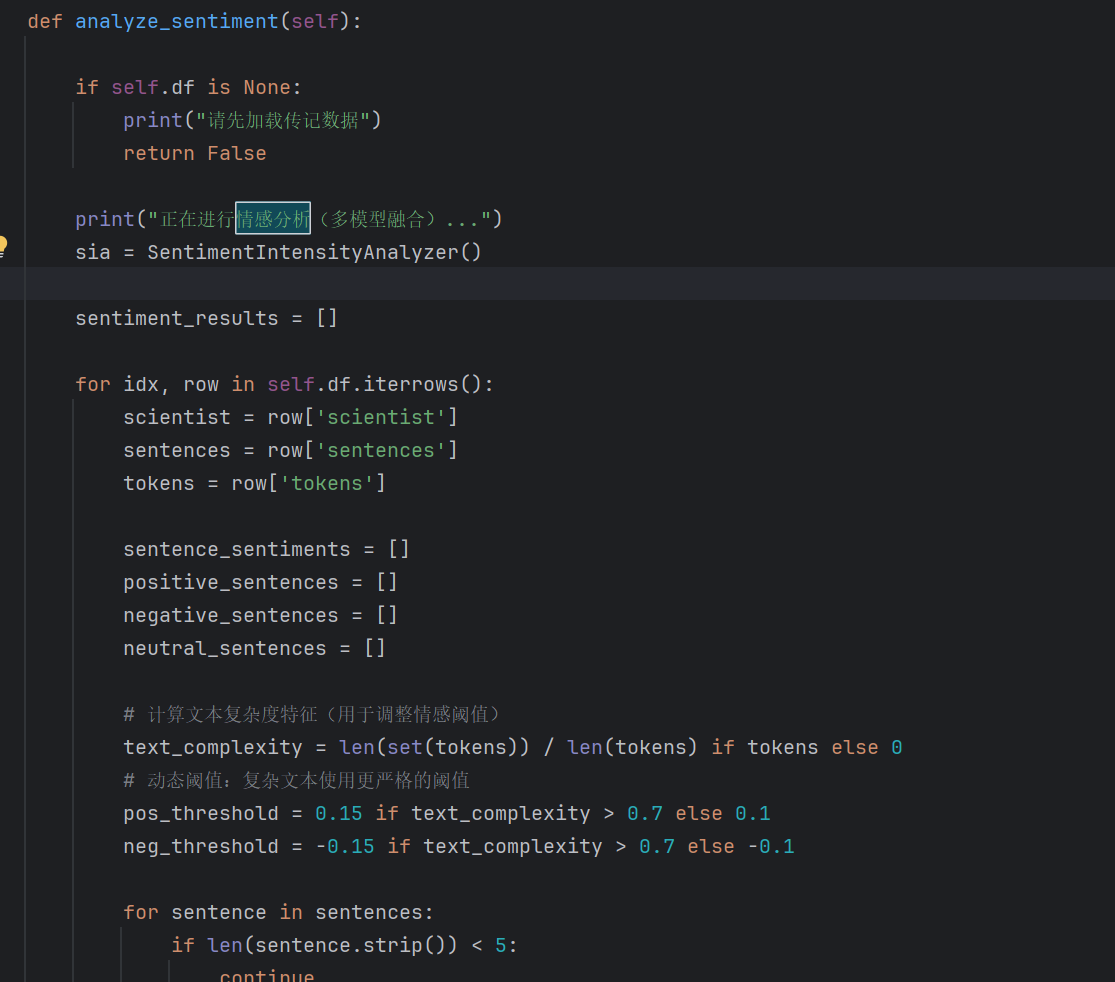 def analyze_sentiment(self):
if self.df is None:
print("请先加载传记数据")
return False
print("正在进行情感分析（多模型融合）...")
sia = SentimentIntensityAnalyzer()
sentiment_results = []
for idx, row in self.df.iterrows():
scientist = row['scientist']
sentences = row['sentences']
tokens = row['tokens']
sentence_sentiments = []
positive_sentences = []
negative_sentences = []
neutral_sentences = []
# 计算文本复杂度特征（用于调整情感阈值）
text_complexity = len(set(tokens)) / len(tokens) if tokens else 0
# 动态阈值：复杂文本使用更严格的阈值
pos_threshold = 0.15 if text_complexity > 0.7 else 0.1
neg_threshold = -0.15 if text_complexity > 0.7 else -0.1
for sentence in sentences:
if len(sentence.strip()) < 5:
continue